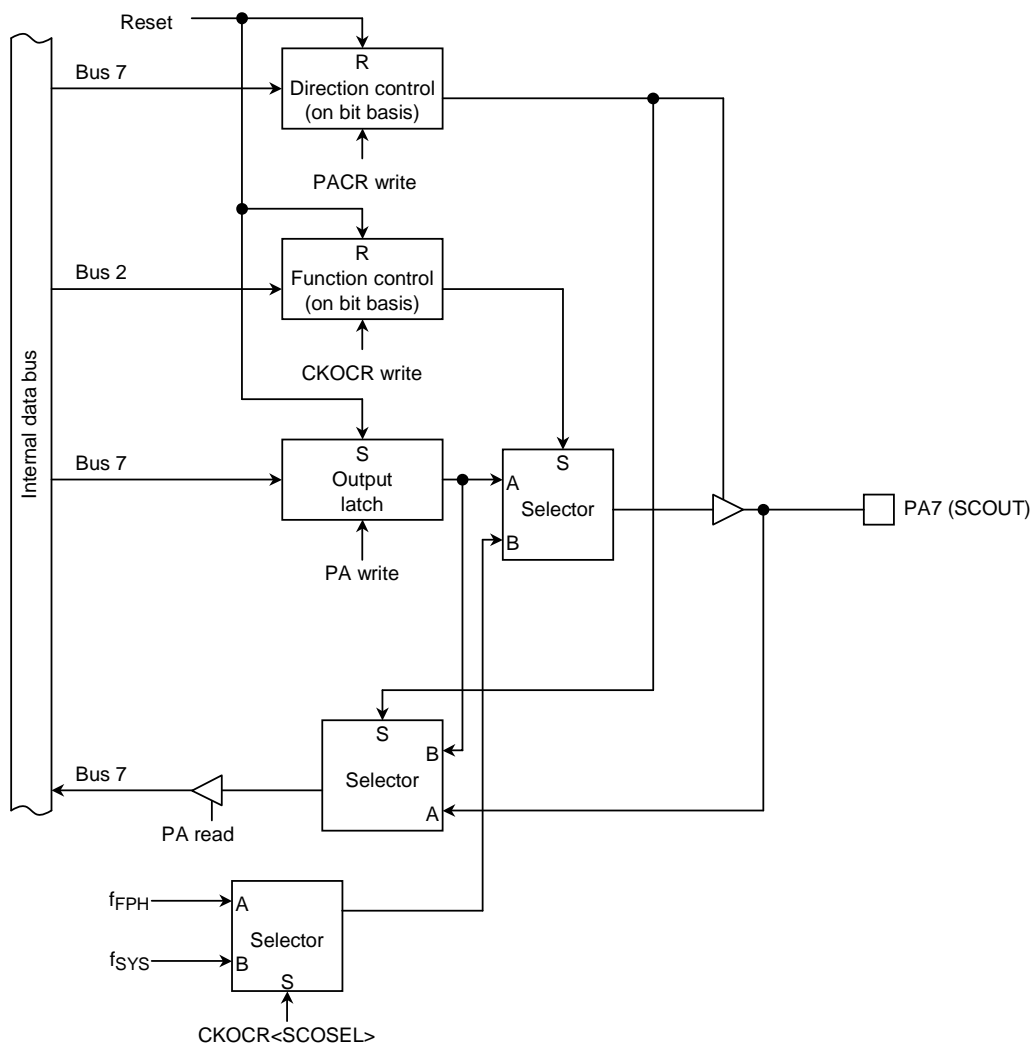 Reset
Bus 7
R
Direction control
(on bit basis)
PACR write
R
Bus 2
Function control
(on bit basis)
CKOCR write
Internal data bus
S
Bus 7
Output
latch
PA write
S
A
Selector
B
PA7 (SCOUT)
S
B
Bus 7
Selector
A
PA read
fFPH
A
Selector
fSYS
B
S
CKOCR<SCOSEL>